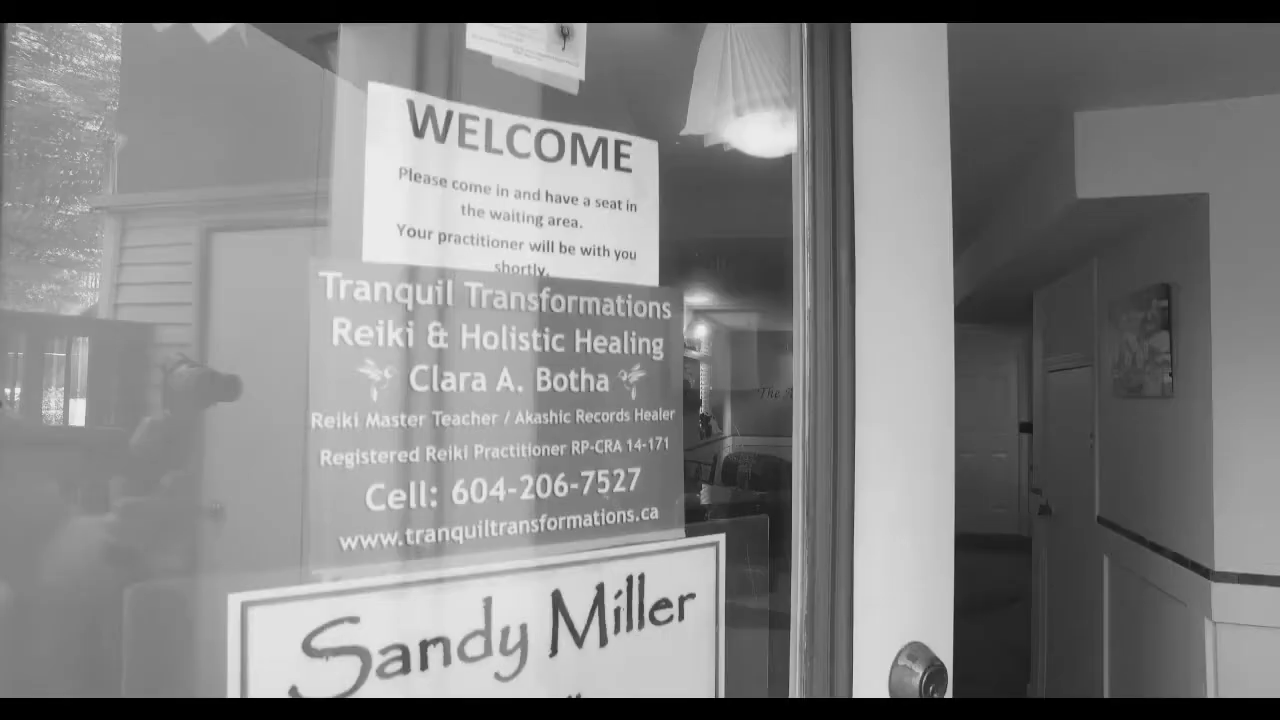 WELCOME
Please come in and have a seat in
the waiting area.
Your practitioner will be with you
shortly.
Tranquil Transformations
Reiki & Holistic Healing
Clara A. Botha
Reiki Master Teacher / Akashic Records Healer
Registered Reiki Practitioner RP-CRA 14-171
Cell: 604-206-7527
www.tranquiltransformations.ca
The
Sandy Miller